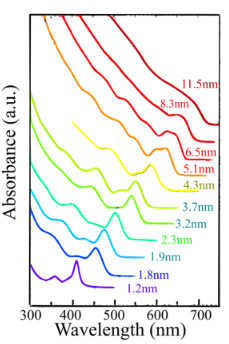 Absorbance (a.u.)
11.5nm
8.3nm
6.5nm
5.1nm
4.3nm
3.7nm
3.2nm
2.3nm
1.9nm
1.8nm
1.2nm
300 400 500 600 700
Wavelength (nm)